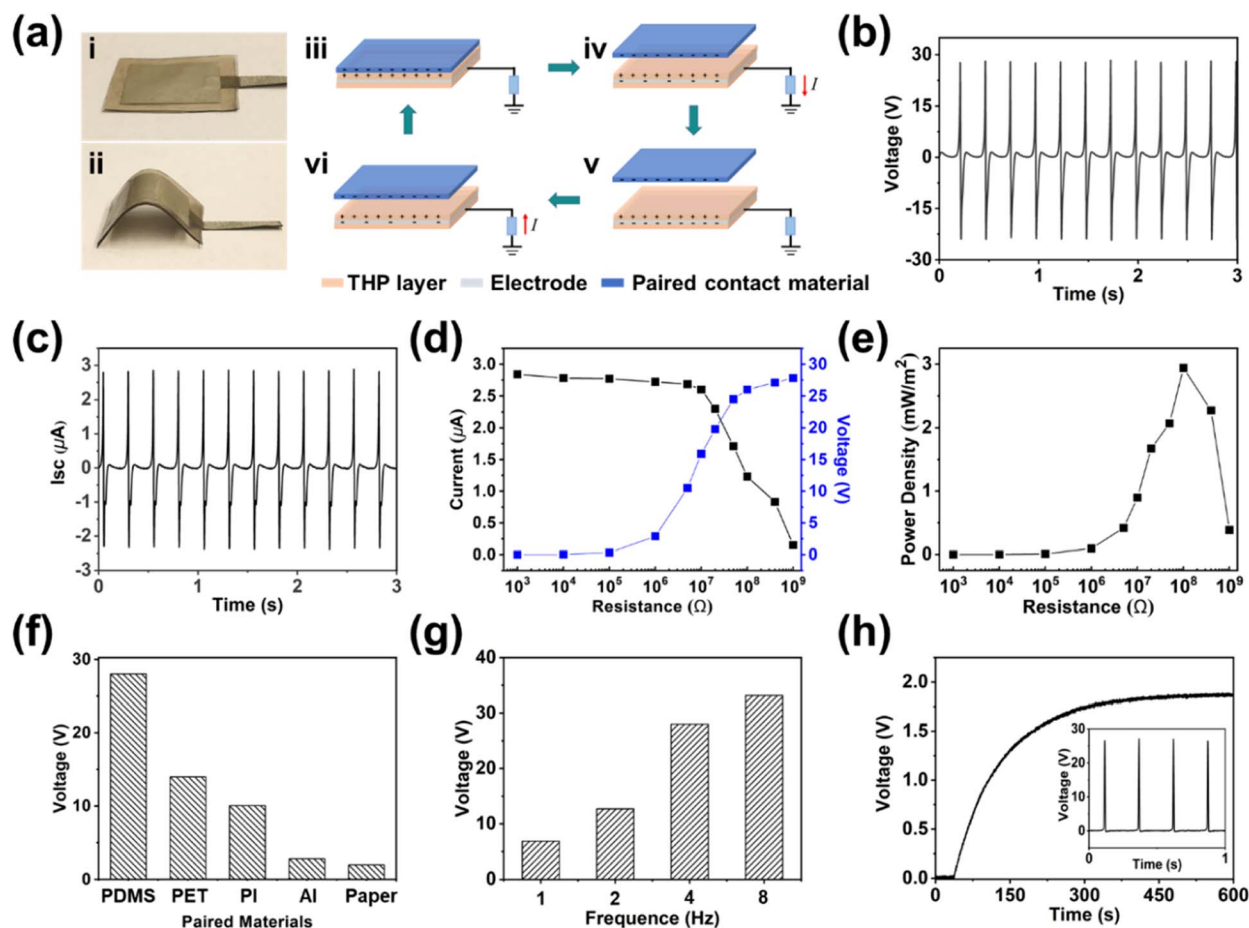 (a)
i
ii
iii
iv
I
vi
v
I
THP layer Electrode Paired contact material
(b)
Voltage (V)
30
15
0
-15
-30
0 1 2 3
Time (s)
(c)
Isc (μA)
3
2
1
0
-1
-2
-3
0 1 2 3
Time (s)
(d)
Current (μA)
3.0
2.5
2.0
1.5
1.0
0.5
0.0
10³ 10⁴ 10⁵ 10⁶ 10⁷ 10⁸ 10⁹
Resistance (Ω)
30
25
20
15
10
5
0
Voltage (V)
(e)
Power Density (mW/m²)
3
2
1
0
10³ 10⁴ 10⁵ 10⁶ 10⁷ 10⁸ 10⁹
Resistance (Ω)
(f)
Voltage (V)
30
20
10
0
PDMS PET PI Al Paper
Paired Materials
(g)
Voltage (V)
40
30
20
10
0
1 2 4 8
Frequence (Hz)
(h)
Voltage (V)
2.0
1.5
1.0
0.5
0.0
0 150 300 450 600
Time (s)
Voltage (V)
30
20
10
0
0 1
Time (s)